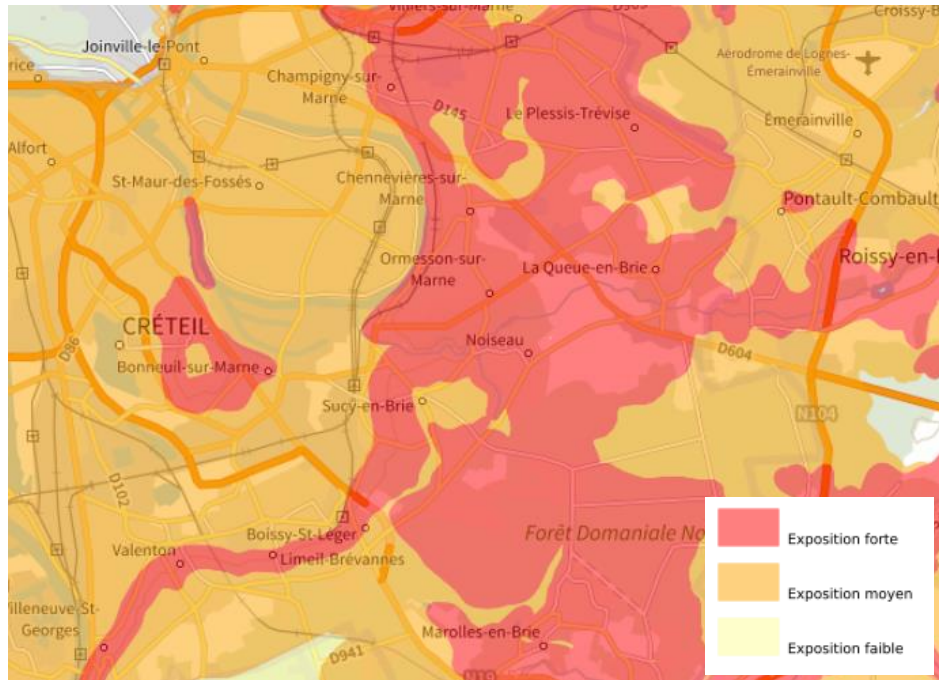 Villiers-sur-Marne
D303
Croissy-B
Joinville-le-Pont
Aérodrome de Lognes-
Émerainville
rice
Champigny-sur-
Marne
D145
Le Plessis-Trévise
Émerainville
Alfort
St-Maur-des-Fossés
Chennevières-sur-
Marne
Pontault-Combault
Ormesson-sur-
Marne
La Queue-en-Brie
Roissy-en-
CRÉTEIL
D86
Noiseau
D604
Bonneuil-sur-Marne
Sucy-en-Brie
N104
D102
Boissy-St-Léger
Forêt Domaniale No
Valenton
Limeil-Brévannes
Villeneuve-St-
Georges
Marolles-en-Brie
D941
N19
Exposition forte
Exposition moyen
Exposition faible